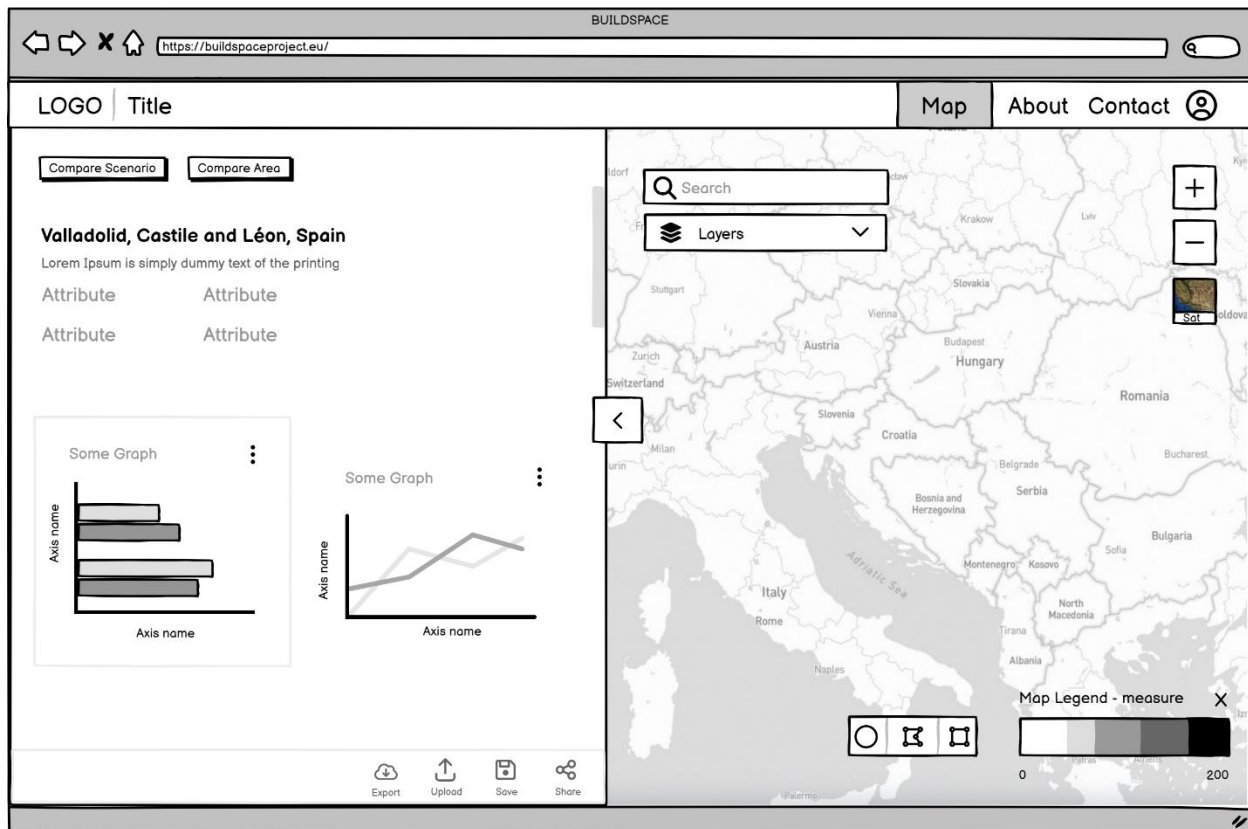 BUILDSPACE
https://buildspaceproject.eu/
LOGO
Title
Map
About
Contact
Compare Scenario
Compare Area
Valladolid, Castile and Léon, Spain
Lorem Ipsum is simply dummy text of the printing
Attribute
Attribute
Attribute
Attribute
Some Graph
Axis name
Axis name
Some Graph
Axis name
Axis name
Export
Upload
Save
Share
Search
Layers
Sat
Krakow
Lviv
Stuttgart
Slovakia
Vienna
Austria
Budapest
Hungary
Zurich
Switzerland
Romania
Slovenia
Croatia
Milan
Bucharest
Belgrade
Serbia
Bosnia and
Herzegovina
Bulgaria
Sofia
Adriatic Sea
Montenegro
Kosovo
Italy
Rome
North
Macedonia
Tirana
Albania
Naples
Map Legend - measure
0
200
Patras
Athens
Palermo